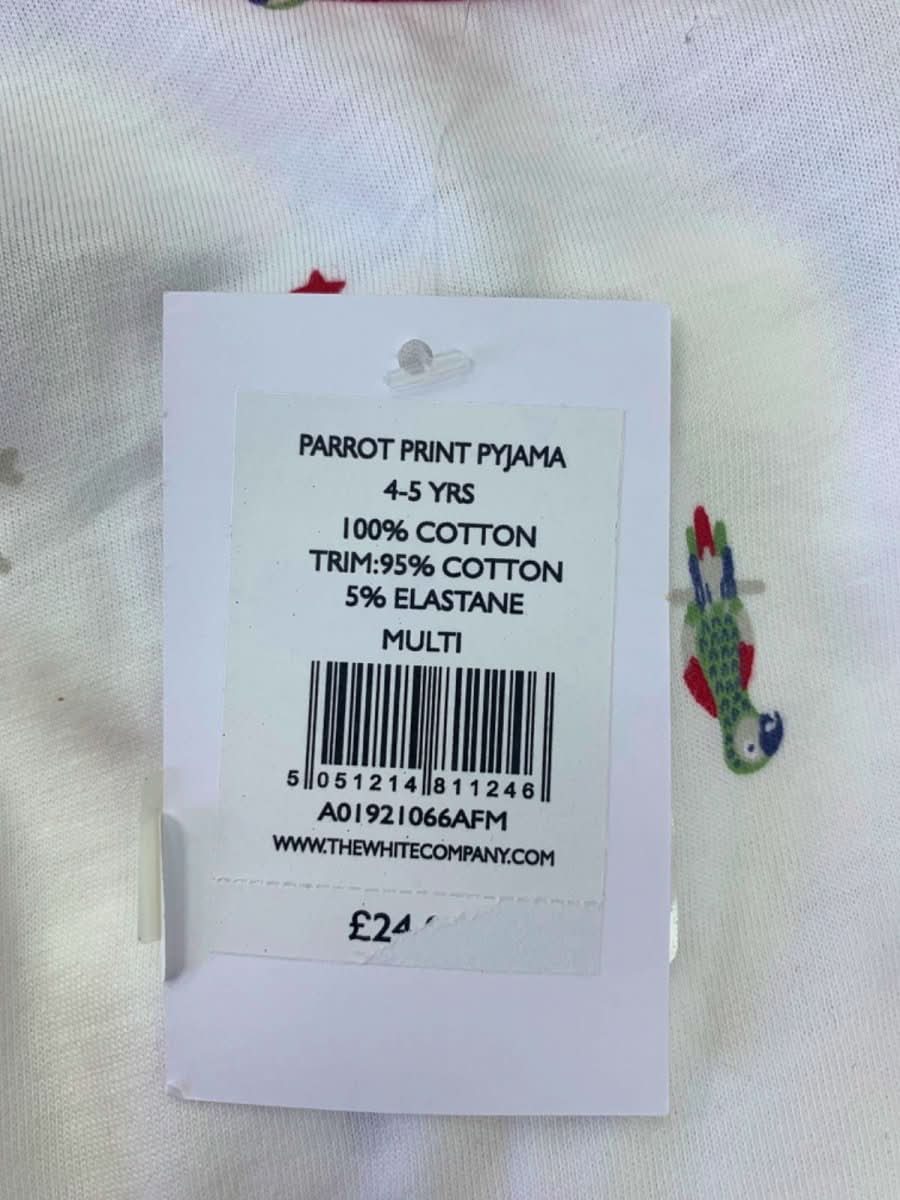 PARROT PRINT PYJAMA
4-5 YRS
100% COTTON
TRIM:95% COTTON
5% ELASTANE
MULTI
5 051214 811246
A01921066AFM
WWW.THEWHITECOMPANY.COM
£24